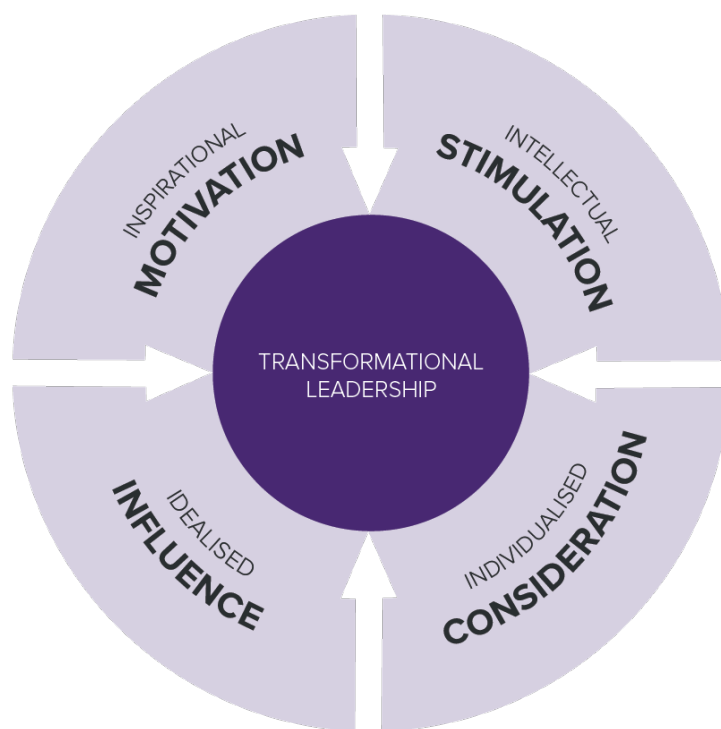 INSPIRATIONAL
MOTIVATION
INTELLECTUAL
STIMULATION
TRANSFORMATIONAL
LEADERSHIP
IDEALISED
INFLUENCE
INDIVIDUALISED
CONSIDERATION